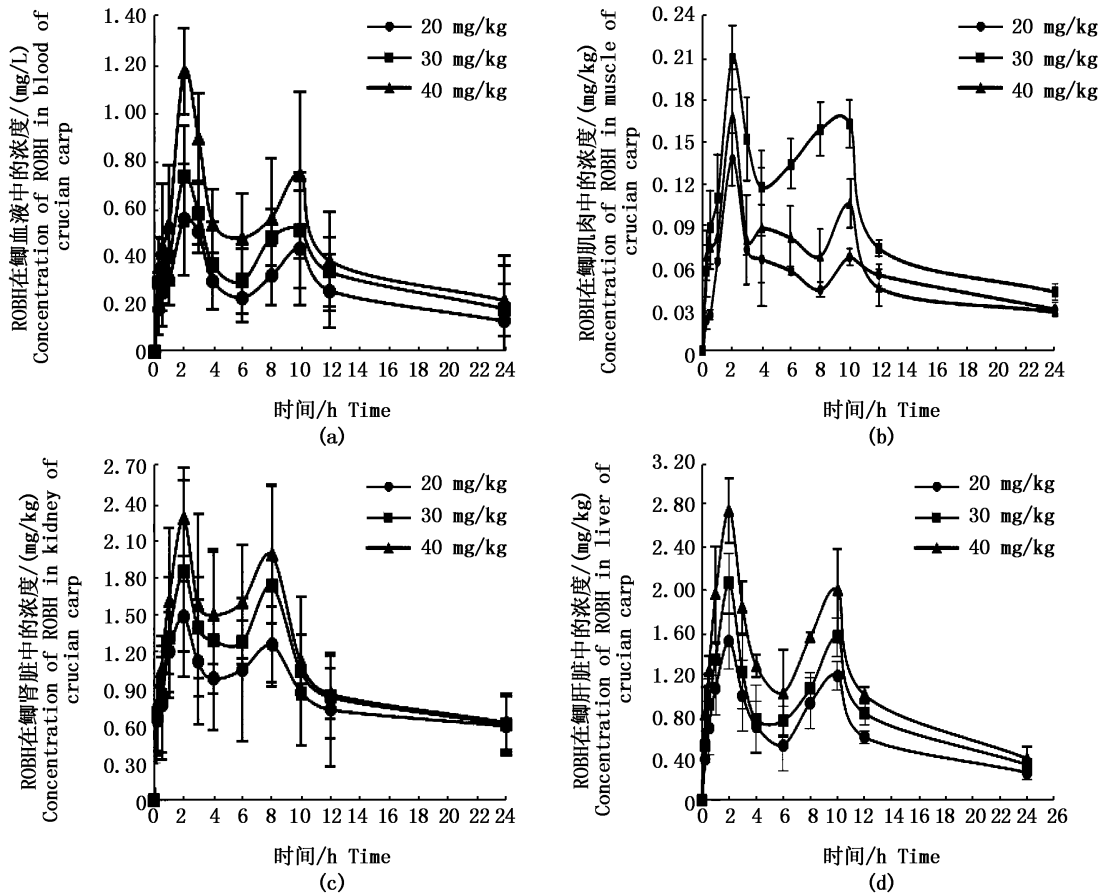 ROBH在鲫血液中的浓度/(mg/L)
Concentration of ROBH in blood of
crucian carp
1.40
1.20
1.00
0.80
0.60
0.40
0.20
0
20 mg/kg
30 mg/kg
40 mg/kg
0 2 4 6 8 10 12 14 16 18 20 22 24
时间/h Time
(a)
ROBH在鲫肌肉中的浓度/(mg/kg)
Concentration of ROBH in muscle of
crucian carp
0.24
0.21
0.18
0.15
0.12
0.09
0.06
0.03
0
20 mg/kg
30 mg/kg
40 mg/kg
0 2 4 6 8 10 12 14 16 18 20 22 24
时间/h Time
(b)
ROBH在鲫肾脏中的浓度/(mg/kg)
Concentration of ROBH in kidney of
crucian carp
2.70
2.40
2.10
1.80
1.50
1.20
0.90
0.60
0.30
0
20 mg/kg
30 mg/kg
40 mg/kg
0 2 4 6 8 10 12 14 16 18 20 22 24
时间/h Time
(c)
ROBH在鲫肝脏中的浓度/(mg/kg)
Concentration of ROBH in liver of
crucian carp
3.20
2.80
2.40
2.00
1.60
1.20
0.80
0.40
0
20 mg/kg
30 mg/kg
40 mg/kg
0 2 4 6 8 10 12 14 16 18 20 22 24 26
时间/h Time
(d)